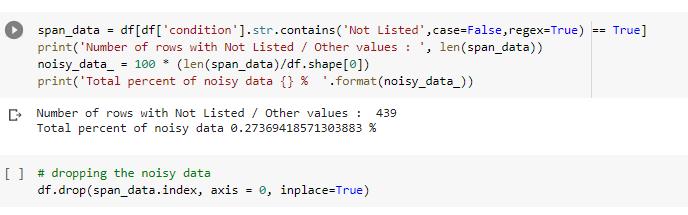 span_data = df[df['condition'].str.contains('Not Listed',case=False,regex=True) == True]
print('Number of rows with Not Listed / Other values : ', len(span_data))
noisy_data_ = 100 * (len(span_data)/df.shape[0])
print('Total percent of noisy data {} %  '.format(noisy_data_))
Number of rows with Not Listed / Other values :  439
Total percent of noisy data 0.27369418571303883 %
[ ] # dropping the noisy data
df.drop(span_data.index, axis = 0, inplace=True)